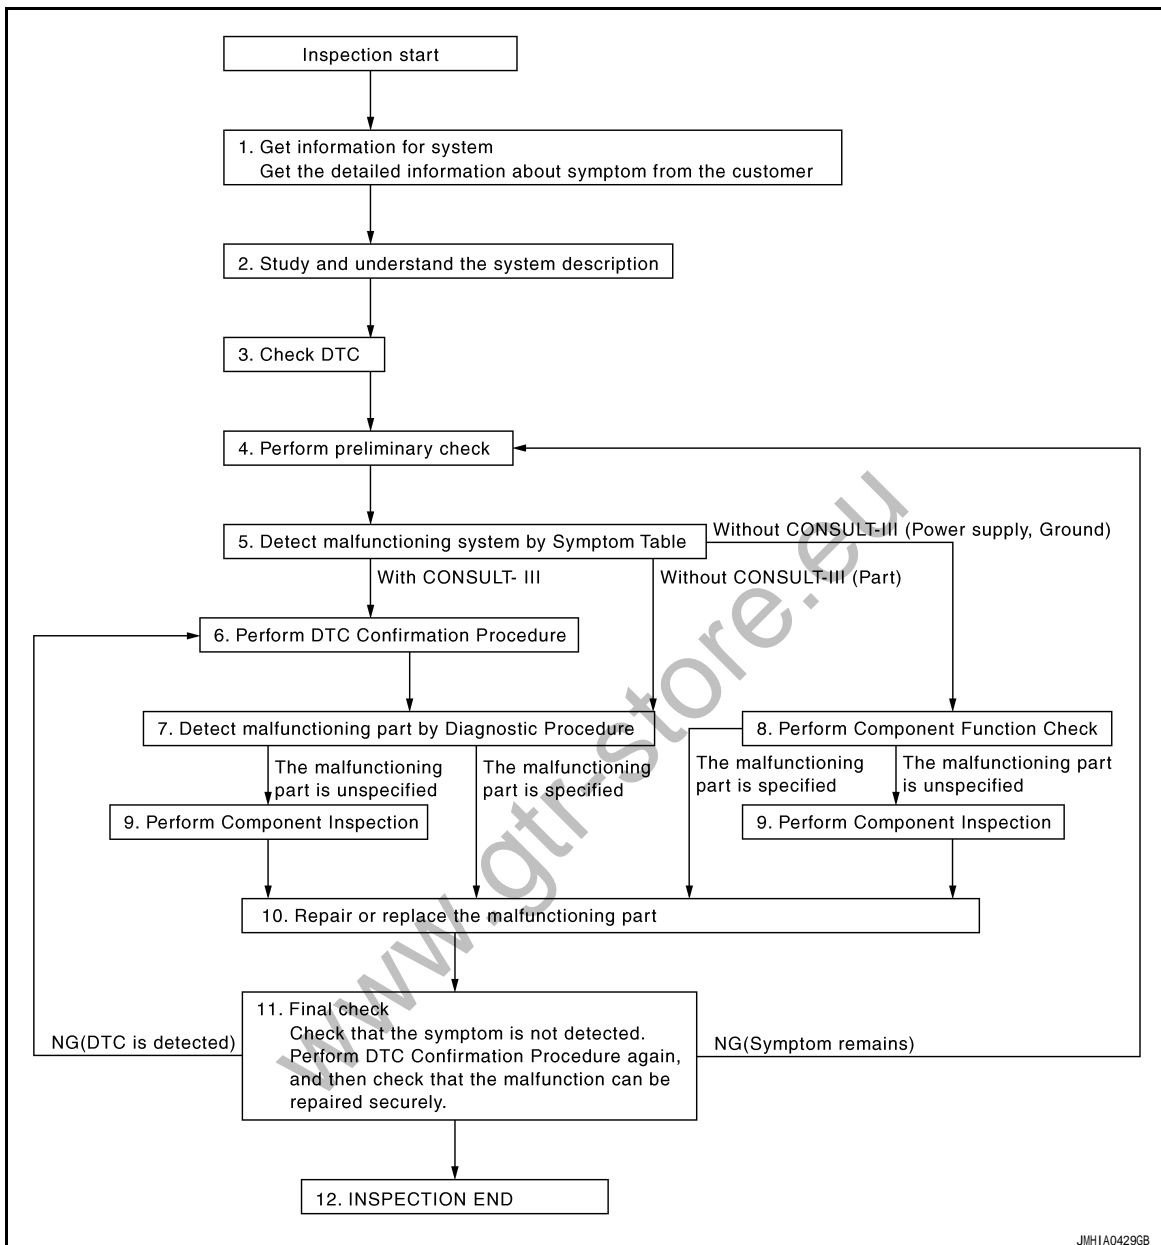 Inspection start
1. Get information for system
Get the detailed information about symptom from the customer
2. Study and understand the system description
3. Check DTC
4. Perform preliminary check
5. Detect malfunctioning system by Symptom Table
Without CONSULT-III (Power supply, Ground)
With CONSULT- III
Without CONSULT-III (Part)
6. Perform DTC Confirmation Procedure
7. Detect malfunctioning part by Diagnostic Procedure
8. Perform Component Function Check
The malfunctioning
part is unspecified
The malfunctioning
part is specified
The malfunctioning
part is specified
The malfunctioning part
is unspecified
9. Perform Component Inspection
9. Perform Component Inspection
10. Repair or replace the malfunctioning part
11. Final check
Check that the symptom is not detected.
Perform DTC Confirmation Procedure again,
and then check that the malfunction can be
repaired securely.
NG(DTC is detected)
NG(Symptom remains)
12. INSPECTION END
JMHIA0429GB
www.gtr-store.eu